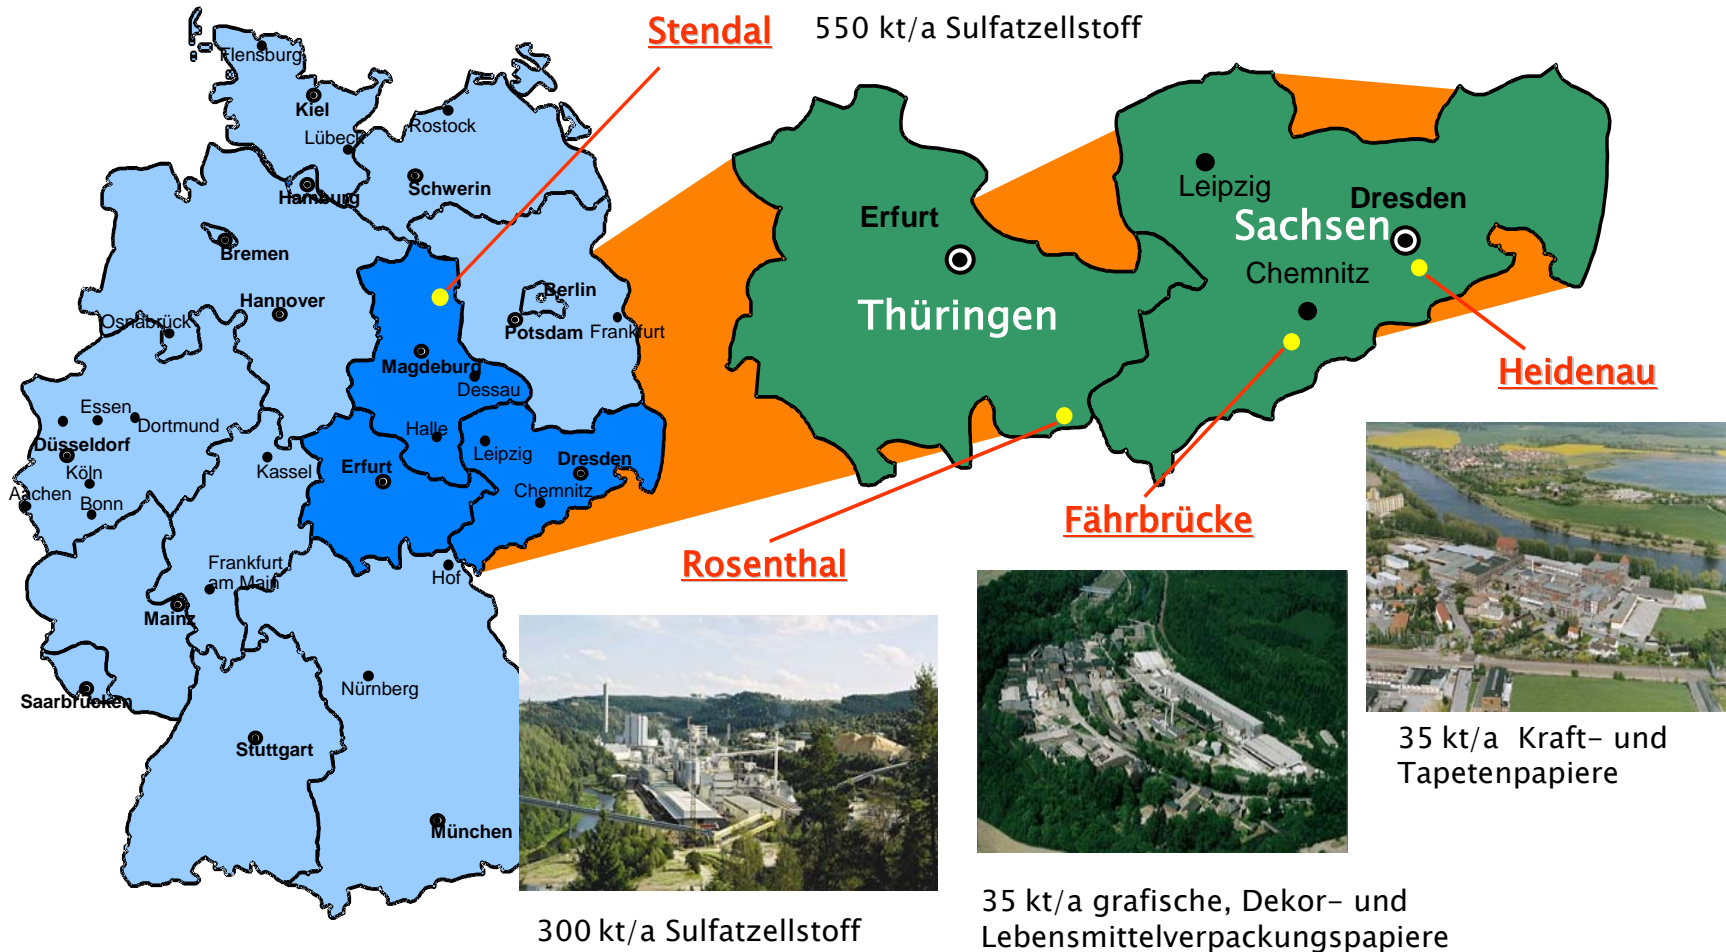 Stendal 550 kt/a Sulfatzellstoff
Flensburg
Kiel
Lübeck
Rostock
Schwerin
Hamburg
Bremen
Hannover
Osnabrück
Berlin
Potsdam
Frankfurt
Magdeburg
Dessau
Essen
Dortmund
Düsseldorf
Köln
Aachen
Bonn
Kassel
Halle
Leipzig
Erfurt
Dresden
Chemnitz
Frankfurt
am Main
Hof
Mainz
Saarbrücken
Nürnberg
Stuttgart
München
Erfurt
Thüringen
Leipzig
Dresden
Sachsen
Chemnitz
Heidenau
Fährbrücke
Rosenthal
35 kt/a Kraft- und
Tapetenpapiere
300 kt/a Sulfatzellstoff
35 kt/a grafische, Dekor- und
Lebensmittelverpackungspapiere